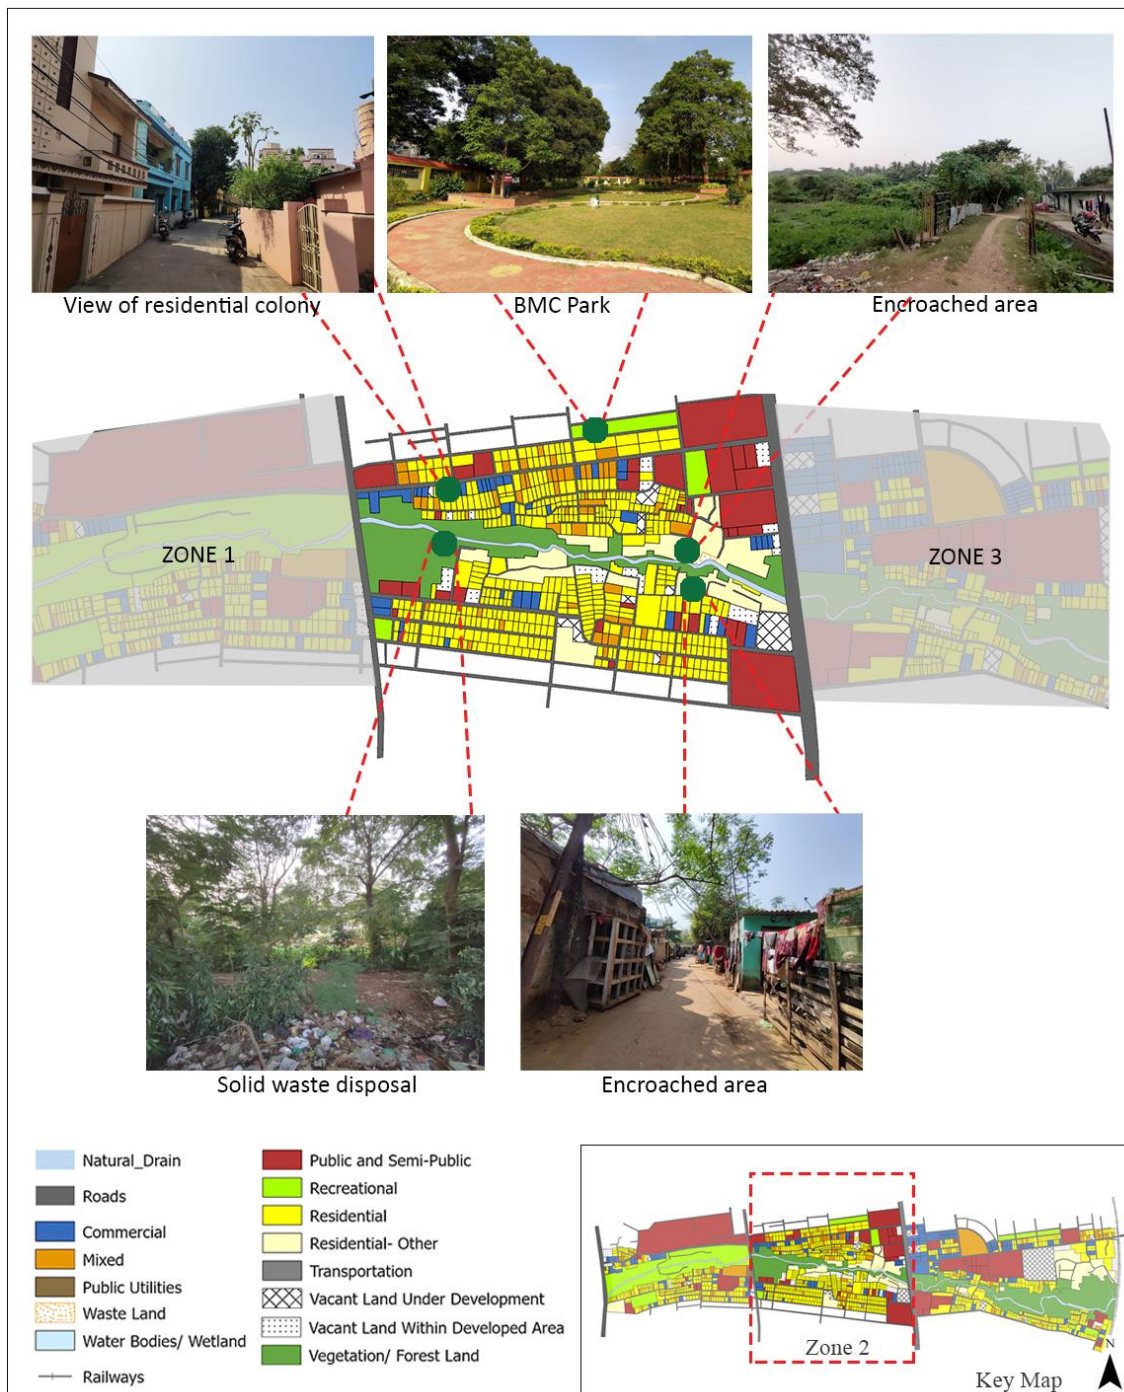 View of residential colony
BMC Park
Encroached area
ZONE 1
ZONE 3
Solid waste disposal
Encroached area
Natural_Drain
Roads
Commercial
Mixed
Public Utilities
Waste Land
Water Bodies/ Wetland
Railways
Public and Semi-Public
Recreational
Residential
Residential- Other
Transportation
Vacant Land Under Development
Vacant Land Within Developed Area
Vegetation/ Forest Land
Zone 2
N
Key Map